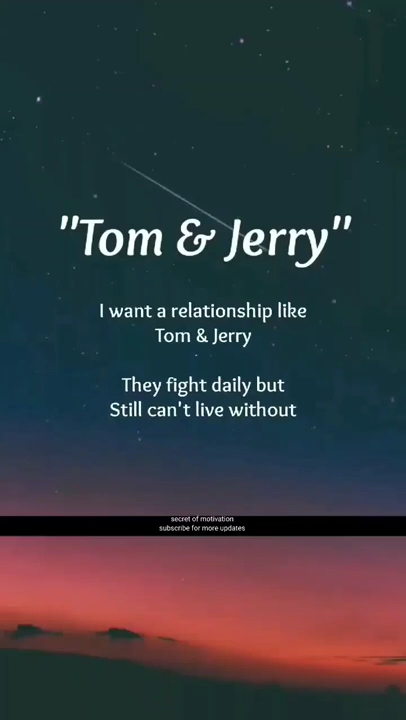 "Tom & Jerry"
I want a relationship like
Tom & Jerry
They fight daily but
Still can't live without
secret of motivation
subscribe for more updates